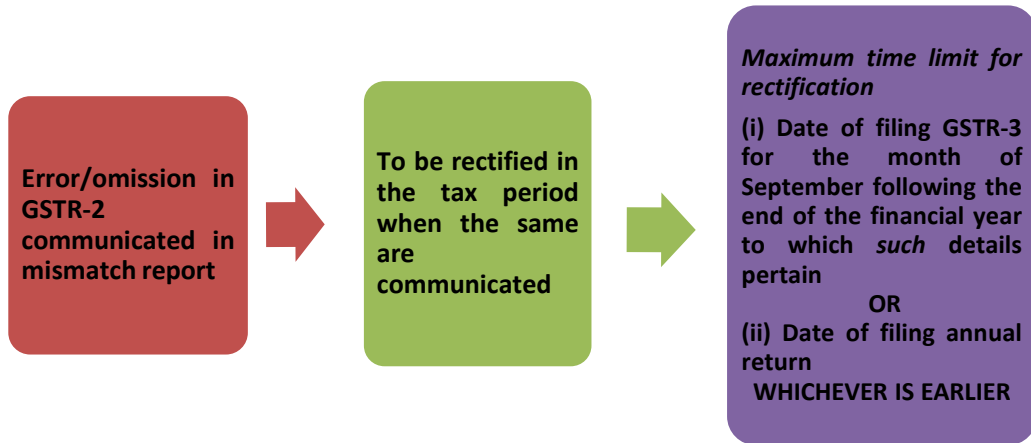 Error/omission in
GSTR-2
communicated in
mismatch report
To be rectified in
the tax period
when the same
are
communicated
Maximum time limit for
rectification
(i) Date of filing GSTR-3
for the month of
September following the
end of the financial year
to which such details
pertain
OR
(ii) Date of filing annual
return
WHICHEVER IS EARLIER